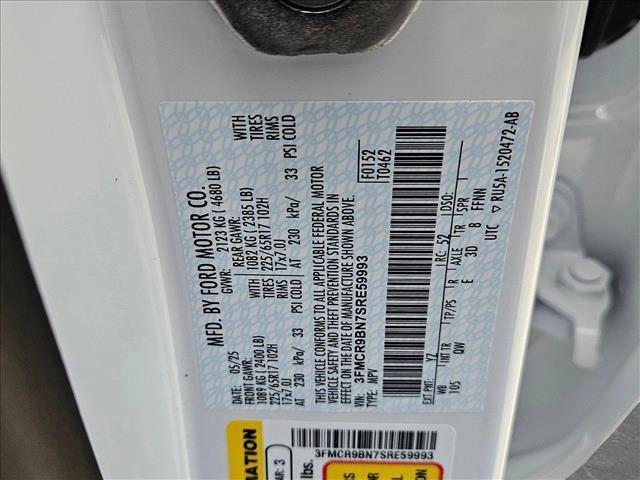 MFD. BY FORD MOTOR CO.
DATE: 05/25
GVWR: 2123 KG ( 4680 LB)
FRONT GAWR:
1089 KG ( 2400 LB)
225/65R17 102H
17x7.0J
AT 230 kPa/ 33
REAR GAWR:
1082 KG ( 2385 LB)
225/65R17 102H
17x7.0J
AT 230 kPa/ 33
WITH
TIRES
RIMS
PSI COLD
WITH
TIRES
RIMS
PSI COLD
THIS VEHICLE CONFORMS TO ALL APPLICABLE FEDERAL MOTOR
VEHICLE SAFETY AND THEFT PREVENTION STANDARDS IN
EFFECT ON THE DATE OF MANUFACTURE SHOWN ABOVE.
VIN: 3FMCR9BN7SRE59993
TYPE: MPV
F0152
T0462
EXT PNT: YZ
RC: 52
DSO:
WB
TP/PS
R
AXLE
TR
SPR
105
QW
E
3D
8
FFNN
UTC
▽ RU5A-1520472-AB
3FMCR9BN7SRE59993
MATION
AR: 3
lbs.